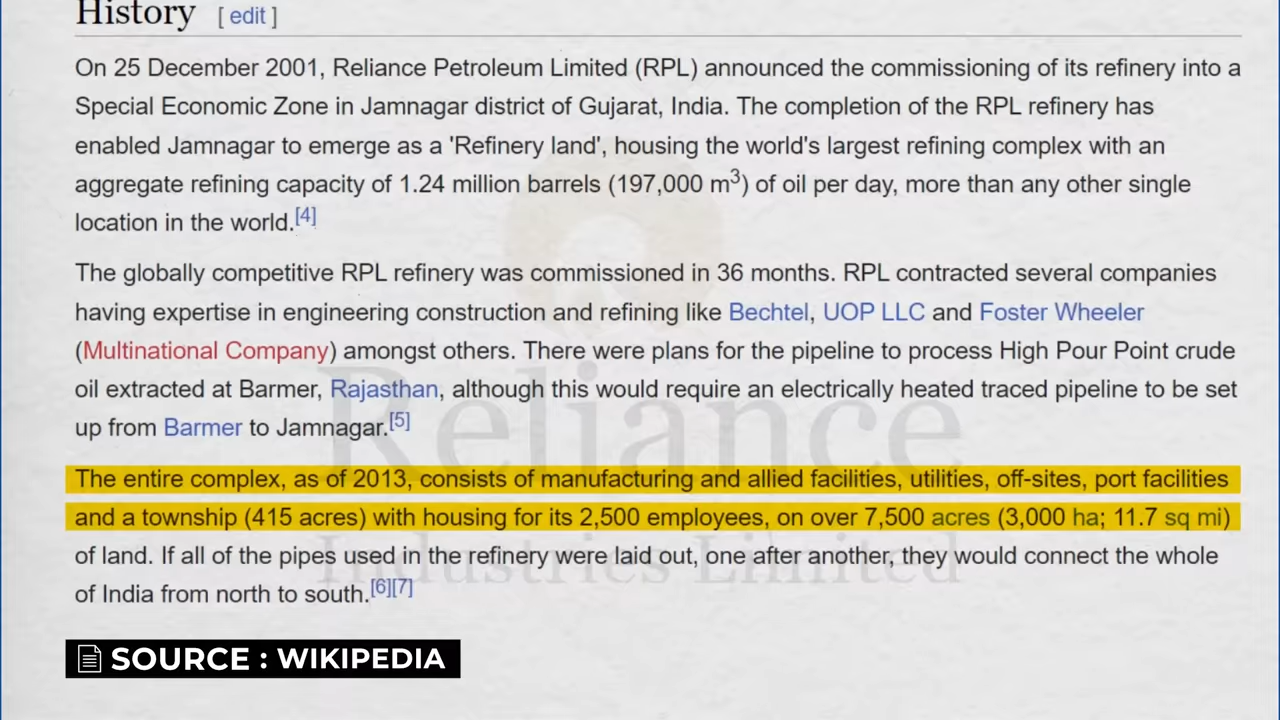 History [ edit ]
On 25 December 2001, Reliance Petroleum Limited (RPL) announced the commissioning of its refinery into a
Special Economic Zone in Jamnagar district of Gujarat, India. The completion of the RPL refinery has
enabled Jamnagar to emerge as a 'Refinery land', housing the world's largest refining complex with an
aggregate refining capacity of 1.24 million barrels (197,000 m³) of oil per day, more than any other single
location in the world.[4]
The globally competitive RPL refinery was commissioned in 36 months. RPL contracted several companies
having expertise in engineering construction and refining like Bechtel, UOP LLC and Foster Wheeler
(Multinational Company) amongst others. There were plans for the pipeline to process High Pour Point crude
oil extracted at Barmer, Rajasthan, although this would require an electrically heated traced pipeline to be set
up from Barmer to Jamnagar.[5]
Reliance
The entire complex, as of 2013, consists of manufacturing and allied facilities, utilities, off-sites, port facilities
and a township (415 acres) with housing for its 2,500 employees, on over 7,500 acres (3,000 ha; 11.7 sq mi)
of land. If all of the pipes used in the refinery were laid out, one after another, they would connect the whole
Industries Limited
of India from north to south.[6][7]
SOURCE : WIKIPEDIA